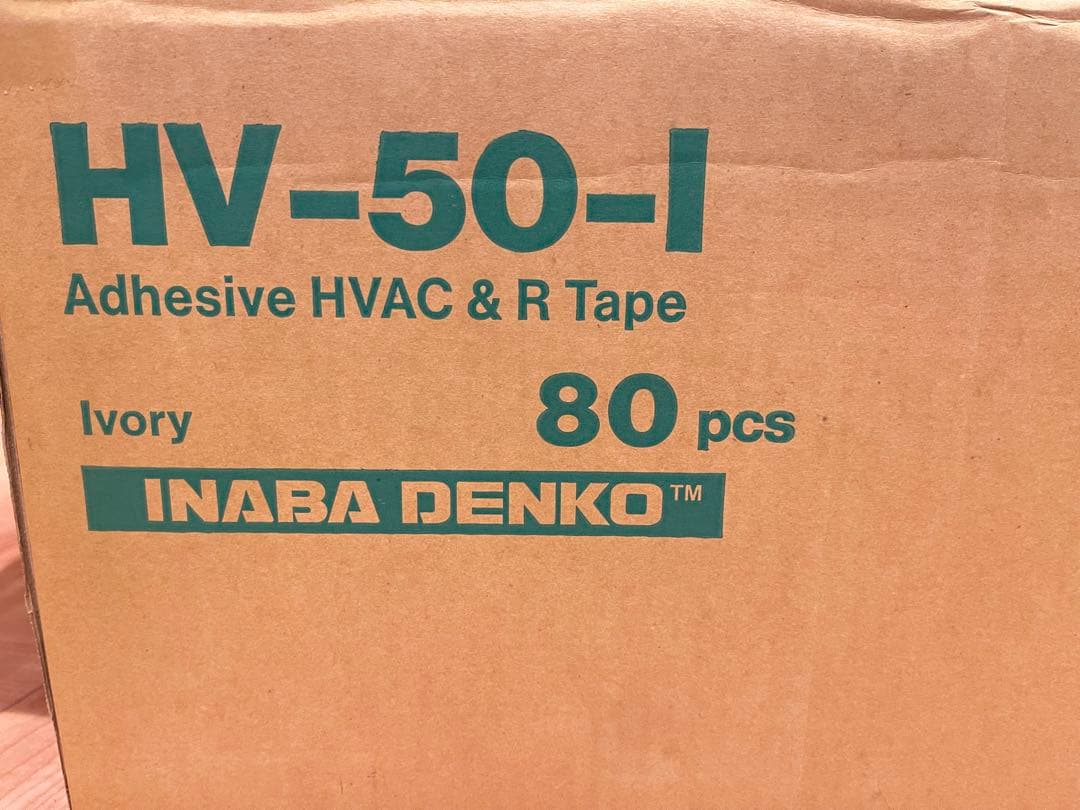 HV-50-I
Adhesive HVAC & R Tape
Ivory 80 pcs
INABA DENKO™